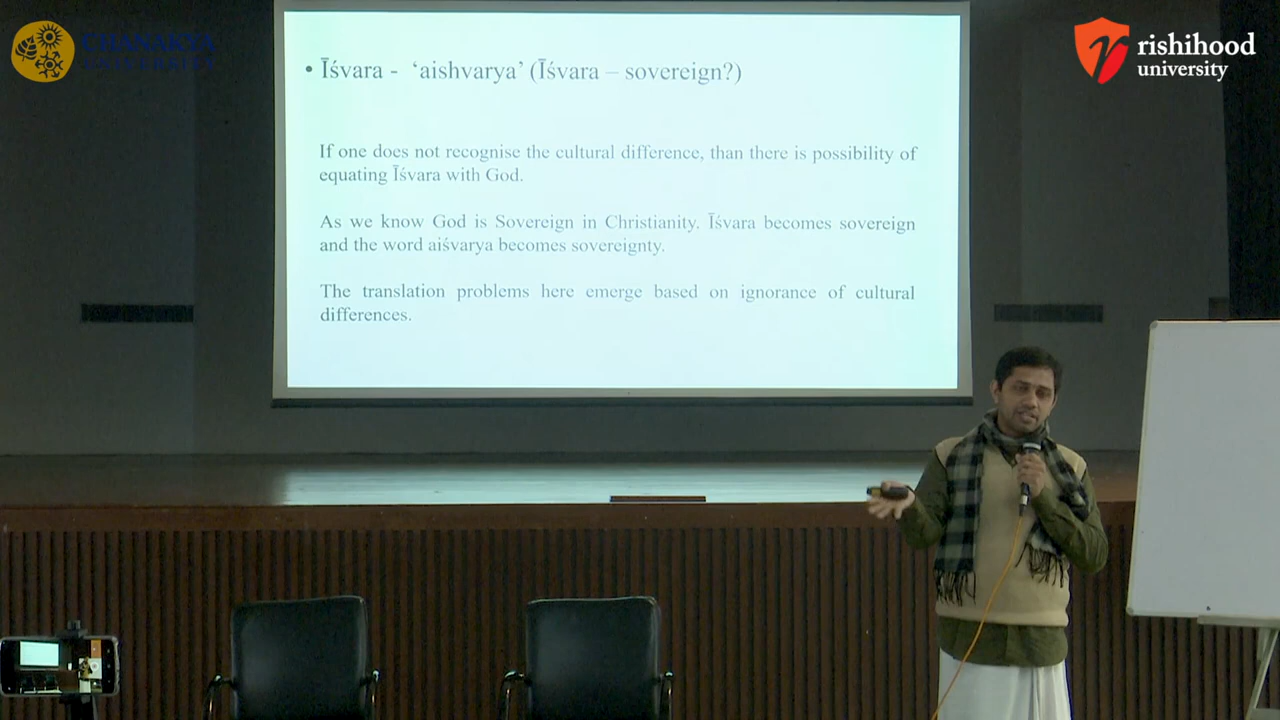 CHANAKYA
UNIVERSITY
rishihood
university
• Īśvara - ‘aishvarya’ (Īśvara – sovereign?)
If one does not recognise the cultural difference, than there is possibility of
equating Īśvara with God.
As we know God is Sovereign in Christianity. Īśvara becomes sovereign
and the word aiśvarya becomes sovereignty.
The translation problems here emerge based on ignorance of cultural
differences.